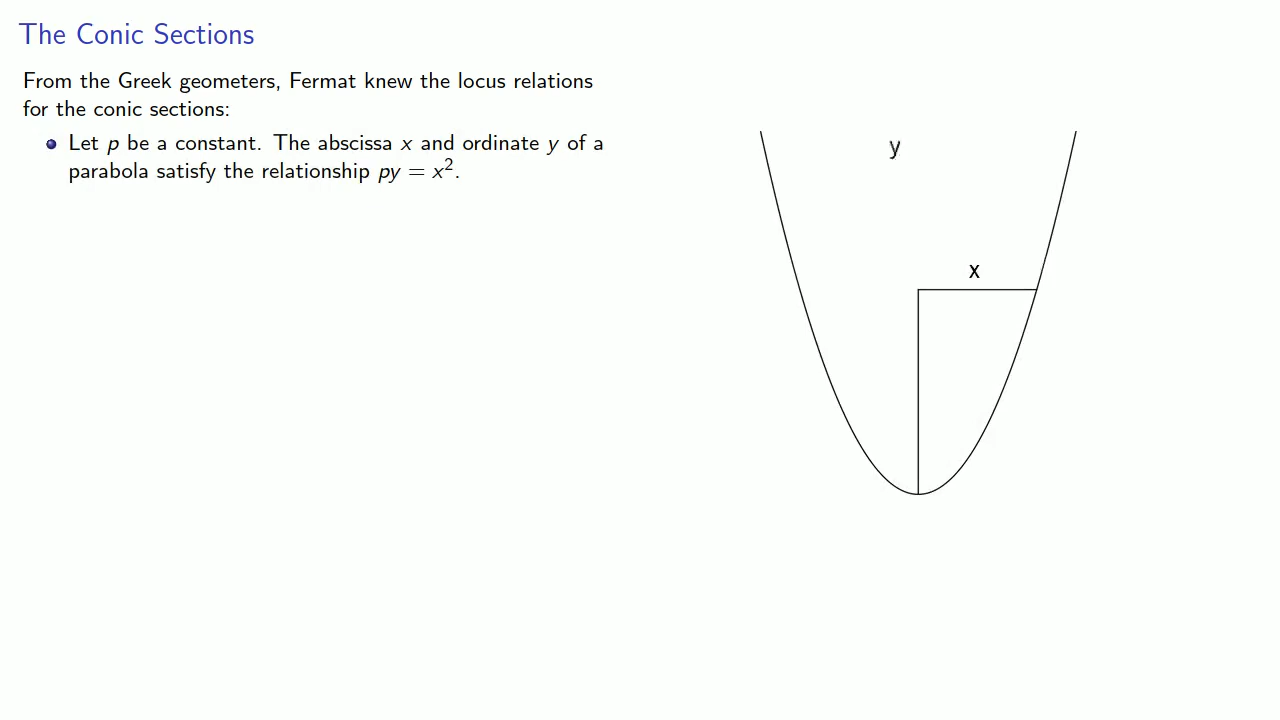 The Conic Sections
From the Greek geometers, Fermat knew the locus relations
for the conic sections:
Let p be a constant. The abscissa x and ordinate y of a
parabola satisfy the relationship py = x².
y
x